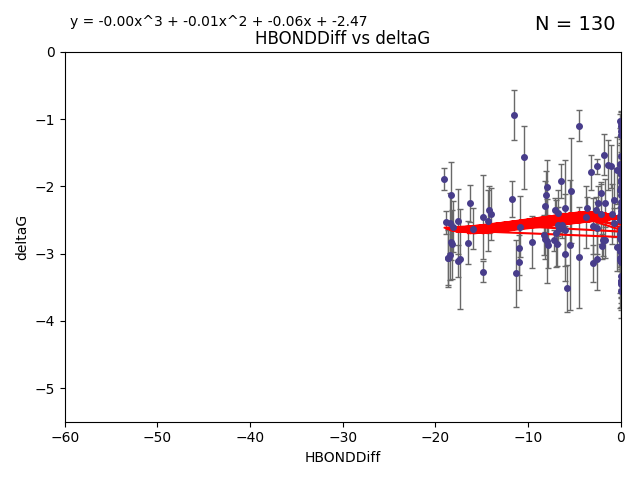 y = -0.00x^3 + -0.01x^2 + -0.06x + -2.47
N = 130
HBONDDiff vs deltaG
0
−1
−2
−3
−4
−5
deltaG
−60 −50 −40 −30 −20 −10 0
HBONDDiff